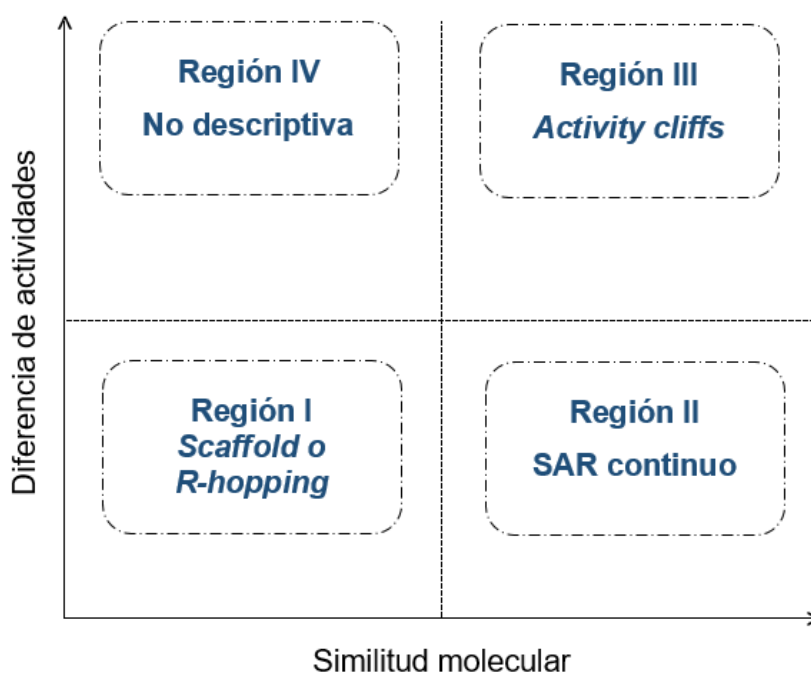 Región IV
No descriptiva
Región III
Activity cliffs
Diferencia de actividades
Región I
Scaffold o
R-hopping
Región II
SAR continuo
Similitud molecular